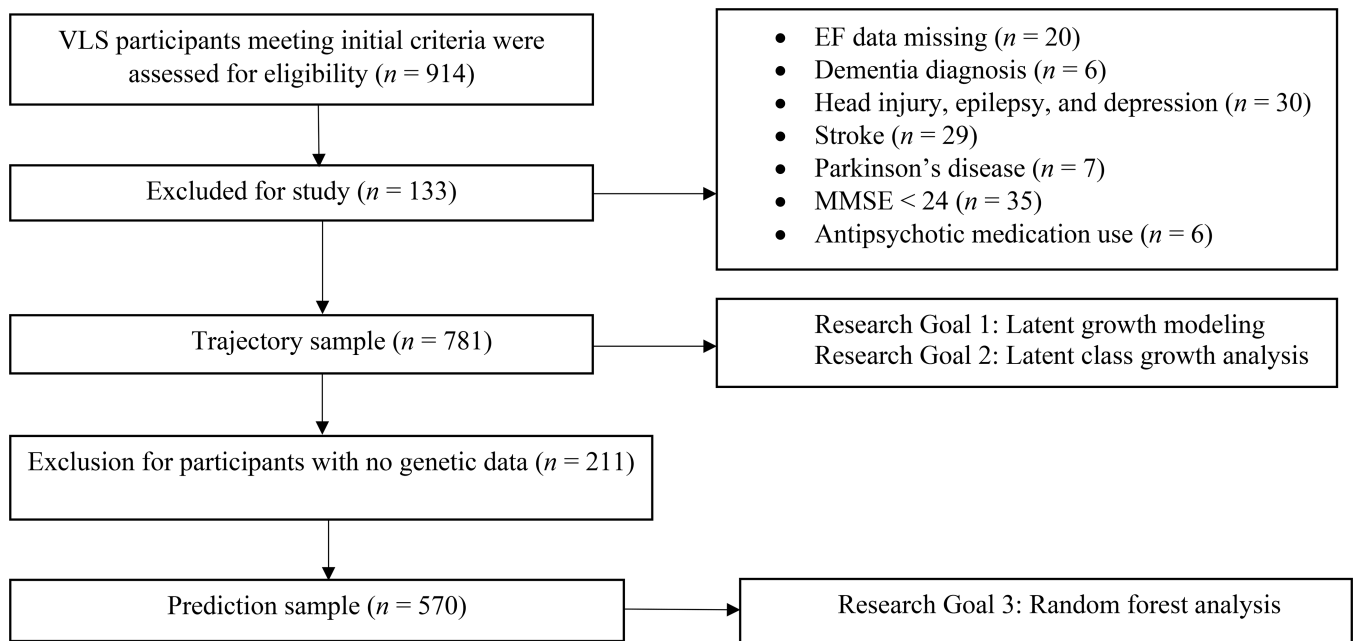 VLS participants meeting initial criteria were
assessed for eligibility (n = 914)
• EF data missing (n = 20)
• Dementia diagnosis (n = 6)
• Head injury, epilepsy, and depression (n = 30)
• Stroke (n = 29)
• Parkinson’s disease (n = 7)
• MMSE < 24 (n = 35)
• Antipsychotic medication use (n = 6)
Excluded for study (n = 133)
Trajectory sample (n = 781)
Research Goal 1: Latent growth modeling
Research Goal 2: Latent class growth analysis
Exclusion for participants with no genetic data (n = 211)
Prediction sample (n = 570)
Research Goal 3: Random forest analysis